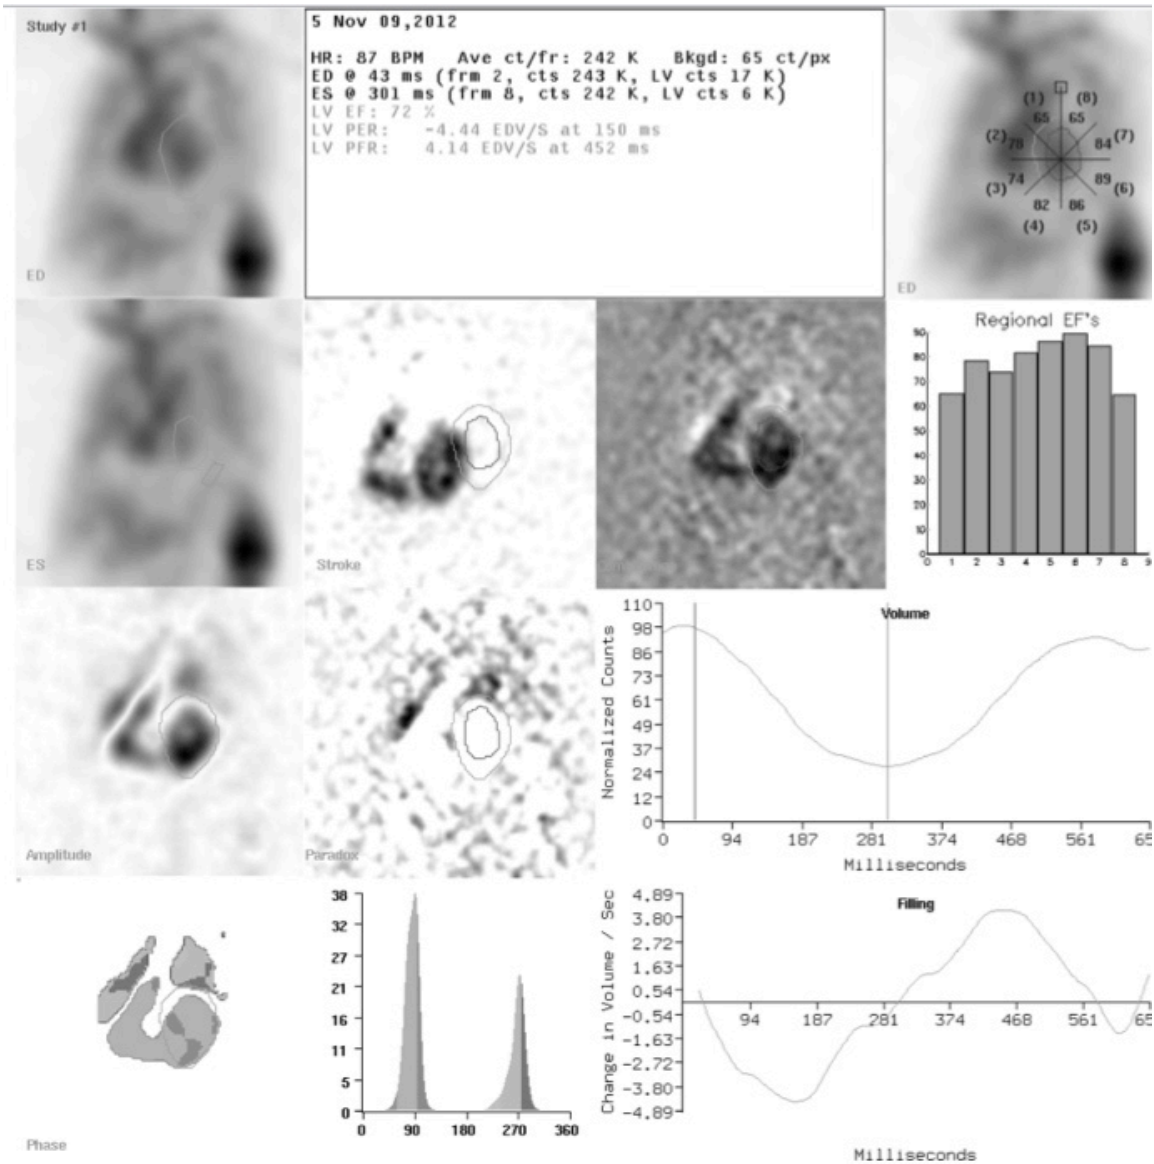 Study #1
ED
5 Nov 09,2012
HR: 87 BPM   Ave ct/fr: 242 K   Bkgd: 65 ct/px
ED @ 43 ms (frm 2, cts 243 K, LV cts 17 K)
ES @ 301 ms (frm 8, cts 242 K, LV cts 6 K)
LV EF: 72 %
LV PER:   -4.44 EDV/S at 150 ms
LV PFR:    4.14 EDV/S at 452 ms
(1) (8)
65 65
(2) 78 84 (7)
(3) 74 89 (6)
82 86
(4) (5)
ED
ES
Stroke
Regional EF's
90
80
70
60
50
40
30
20
10
0
0 1 2 3 4 5 6 7 8 9
Amplitude
Paradox
Volume
Normalized Counts
110
98
86
73
61
49
37
24
12
0
0 94 187 281 374 468 561 65
Milliseconds
Phase
38
32
27
21
16
11
5
0
0 90 180 270 360
Filling
Change in Volume / Sec
4.89
3.80
2.72
1.63
0.54
-0.54
-1.63
-2.72
-3.80
-4.89
94 187 281 374 468 561 65
Milliseconds